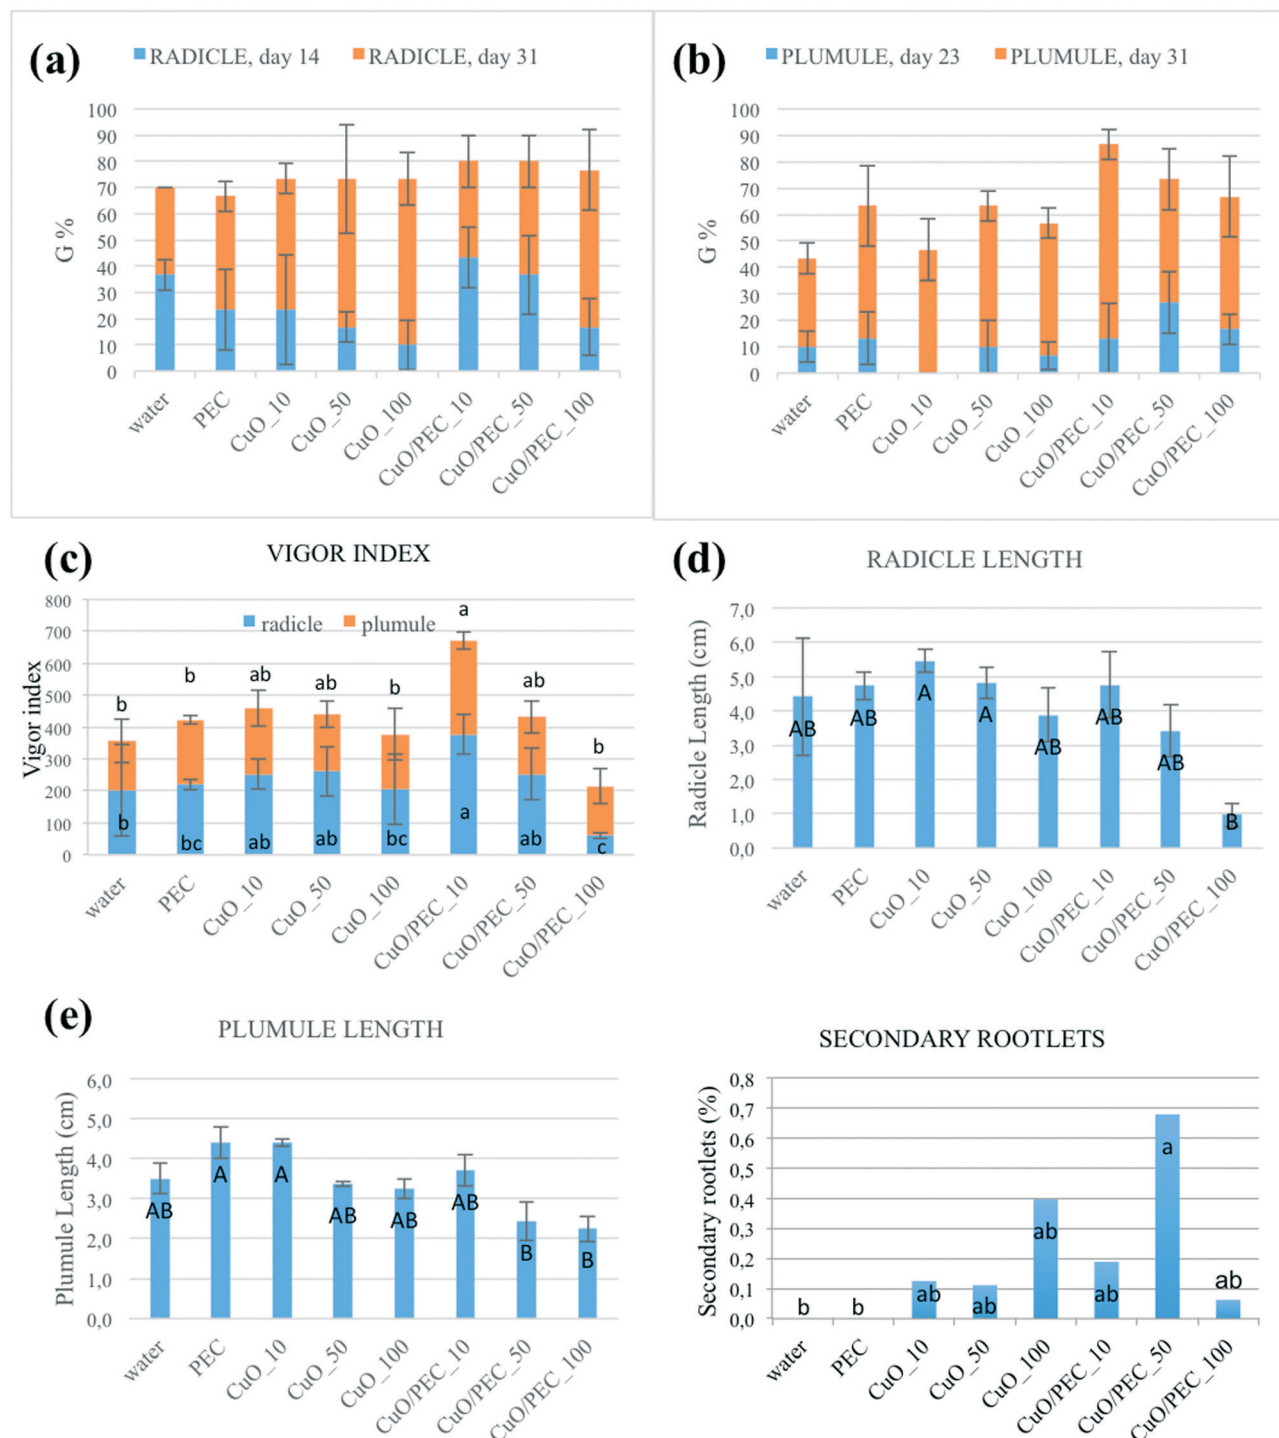 (a)
RADICLE, day 14 RADICLE, day 31
G %
100
90
80
70
60
50
40
30
20
10
0
water PEC CuO_10 CuO_50 CuO_100 CuO/PEC_10 CuO/PEC_50 CuO/PEC_100
(b)
PLUMULE, day 23 PLUMULE, day 31
G %
100
90
80
70
60
50
40
30
20
10
0
water PEC CuO_10 CuO_50 CuO_100 CuO/PEC_10 CuO/PEC_50 CuO/PEC_100
(c)
VIGOR INDEX
radicle plumule
Vigor index
800
700
600
500
400
300
200
100
0
b b ab ab b a ab b
b bc ab ab bc a ab c
water PEC CuO_10 CuO_50 CuO_100 CuO/PEC_10 CuO/PEC_50 CuO/PEC_100
(d)
RADICLE LENGTH
Radicle Length (cm)
7,0
6,0
5,0
4,0
3,0
2,0
1,0
0,0
AB AB A A AB AB AB B
water PEC CuO_10 CuO_50 CuO_100 CuO/PEC_10 CuO/PEC_50 CuO/PEC_100
(e)
PLUMULE LENGTH
Plumule Length (cm)
6,0
5,0
4,0
3,0
2,0
1,0
0,0
AB A A AB AB AB B B
water PEC CuO_10 CuO_50 CuO_100 CuO/PEC_10 CuO/PEC_50 CuO/PEC_100
SECONDARY ROOTLETS
Secondary rootlets (%)
0,8
0,7
0,6
0,5
0,4
0,3
0,2
0,1
0,0
b b ab ab ab ab a ab
water PEC CuO_10 CuO_50 CuO_100 CuO/PEC_10 CuO/PEC_50 CuO/PEC_100